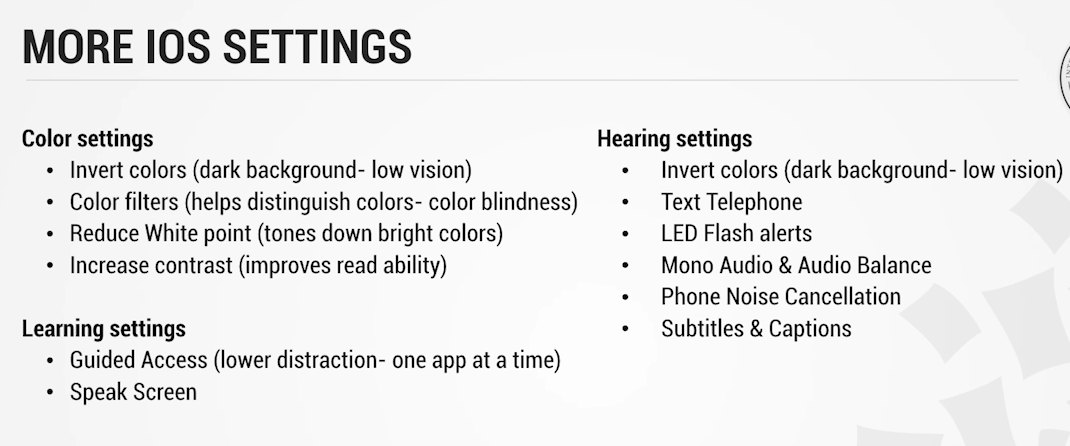 MORE IOS SETTINGS
Color settings
• Invert colors (dark background- low vision)
• Color filters (helps distinguish colors- color blindness)
• Reduce White point (tones down bright colors)
• Increase contrast (improves read ability)
Learning settings
• Guided Access (lower distraction- one app at a time)
• Speak Screen
Hearing settings
• Invert colors (dark background- low vision)
• Text Telephone
• LED Flash alerts
• Mono Audio & Audio Balance
• Phone Noise Cancellation
• Subtitles & Captions